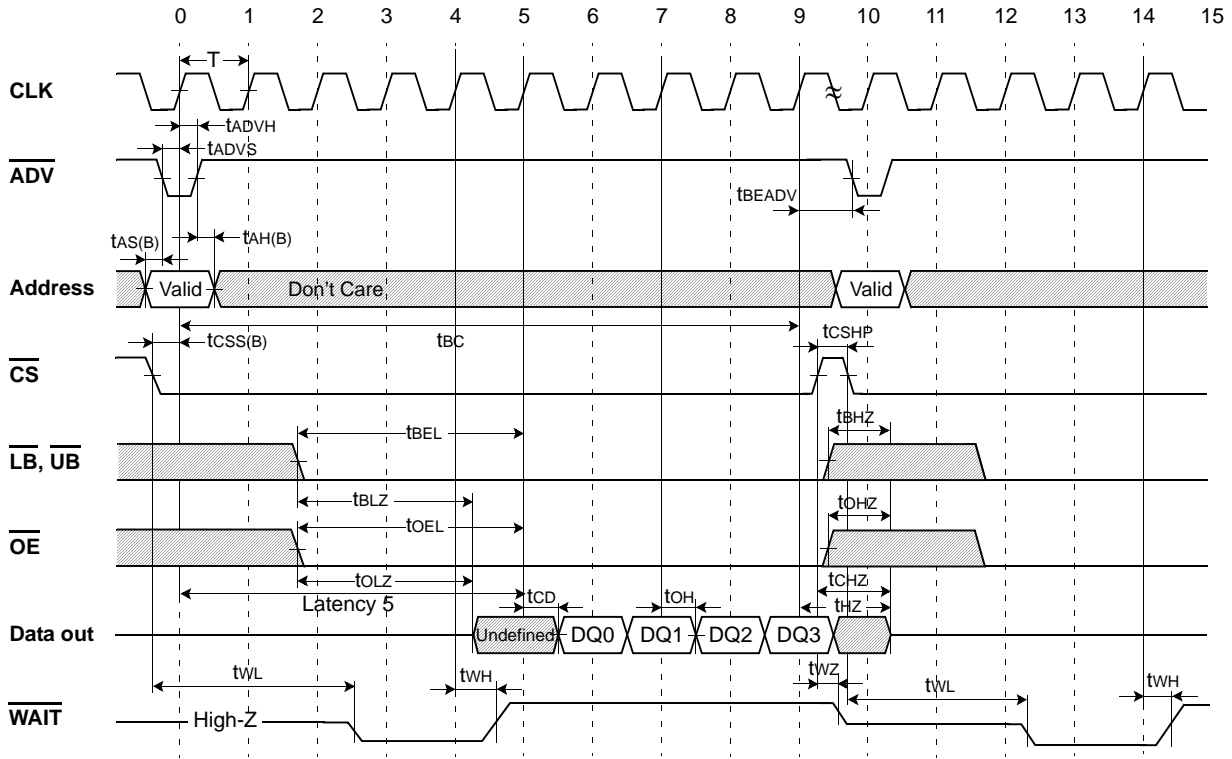 0 1 2 3 4 5 6 7 8 9 10 11 12 13 14 15
T
CLK
tADVH
tADVS
ADV
tBEADV
tAS(B)
tAH(B)
Address
Valid
Don't Care
Valid
tCSS(B)
tBC
tCSHP
CS
tBEL
tBHZ
LB, UB
tBLZ
tOEL
tOHZ
OE
tOLZ
tCHZ
Latency 5
tCD
tOH
tHZ
Data out
Undefined
DQ0
DQ1
DQ2
DQ3
tWL
tWH
tWZ
tWL
tWH
WAIT
High-Z